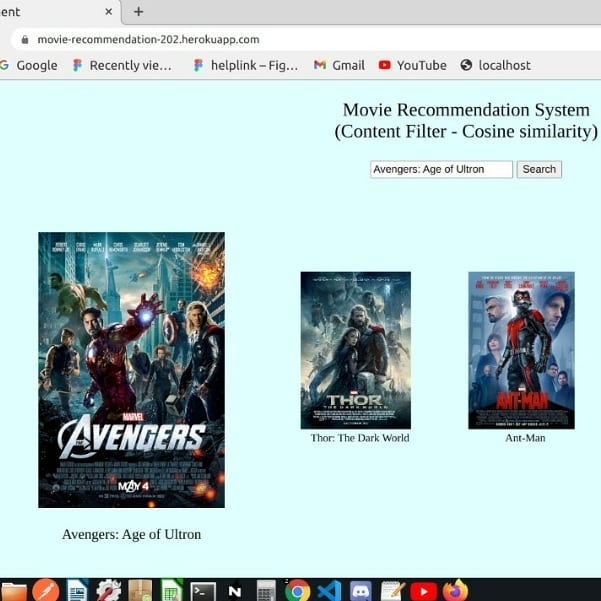 ent × +
movie-recommendation-202.herokuapp.com
G Google Recently vie... helplink – Fig... Gmail YouTube localhost
Movie Recommendation System
(Content Filter - Cosine similarity)
Avengers: Age of Ultron Search
MARVEL
THE AVENGERS
MAY 4
Avengers: Age of Ultron
THOR
THE DARK WORLD
Thor: The Dark World
ANT-MAN
Ant-Man